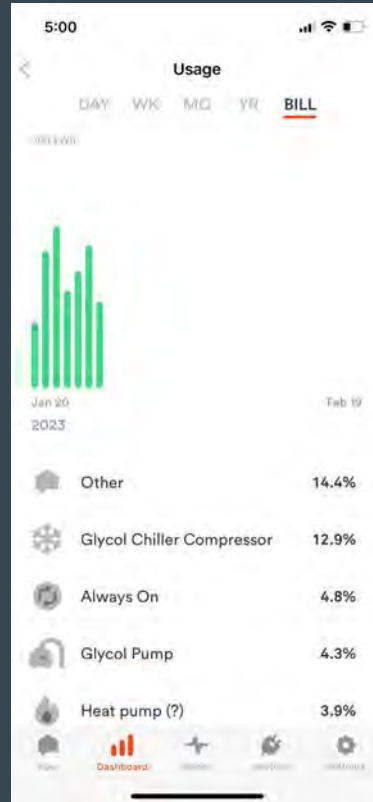 5:00
Usage
DAY WK MO YR BILL
Jan 20 Feb 19
2023
Other 14.4%
Glycol Chiller Compressor 12.9%
Always On 4.8%
Glycol Pump 4.3%
Heat pump (?) 3.9%
Dashboard